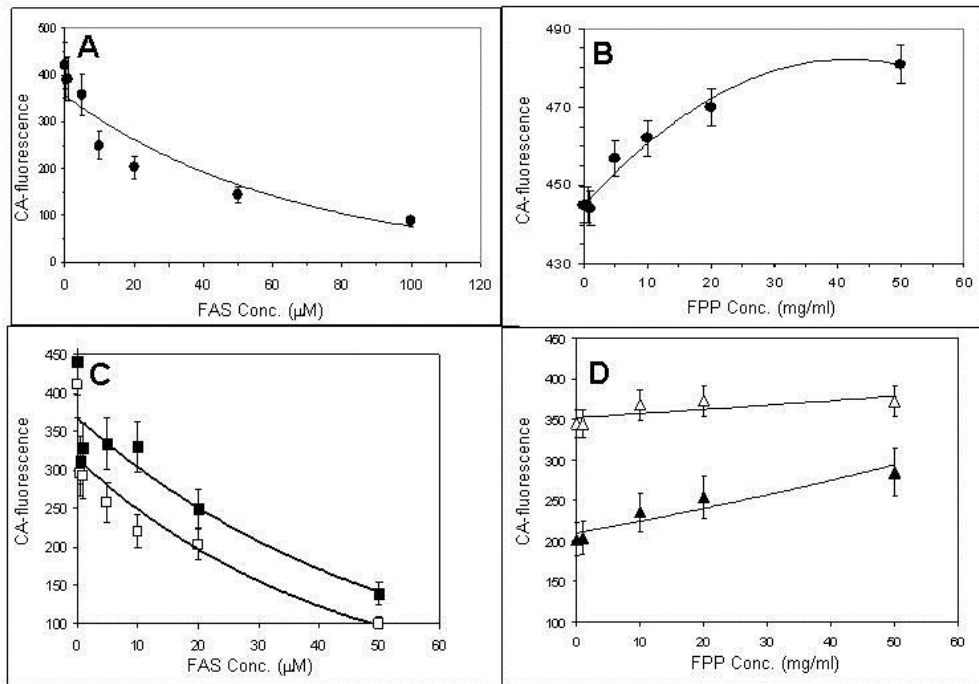 A
500
400
300
200
100
0
CA-fluorescence
0 20 40 60 80 100 120
FAS Conc. (µM)
B
490
470
450
430
CA-fluorescence
0 10 20 30 40 50 60
FPP Conc. (mg/ml)
C
450
400
350
300
250
200
150
100
CA-fluorescence
0 10 20 30 40 50 60
FAS Conc. (µM)
D
450
400
350
300
250
200
150
100
CA-fluorescence
0 10 20 30 40 50 60
FPP Conc. (mg/ml)